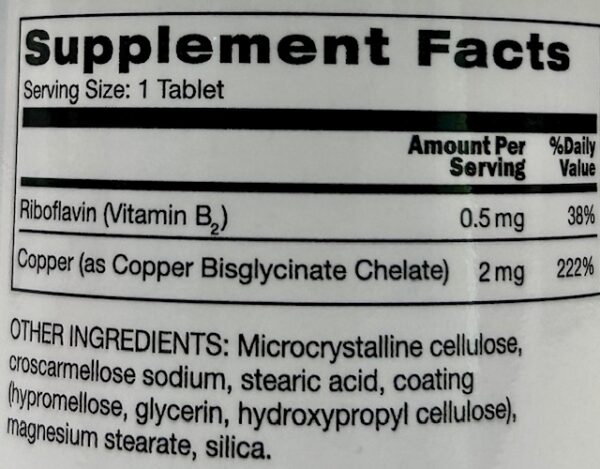 Supplement Facts
Serving Size: 1 Tablet
Amount Per Serving %Daily Value
Riboflavin (Vitamin B₂) 0.5 mg 38%
Copper (as Copper Bisglycinate Chelate) 2 mg 222%
OTHER INGREDIENTS: Microcrystalline cellulose,
croscarmellose sodium, stearic acid, coating
(hypromellose, glycerin, hydroxypropyl cellulose),
magnesium stearate, silica.